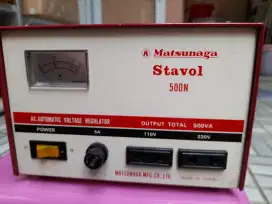 Matsunaga
Stavol
500N
AC.AUTOMATIC VOLTAGE REGULATOR
OUTPUT TOTAL 500VA
POWER
5A
110V
220V
MATSUNAGA MFG.CO.LTD.